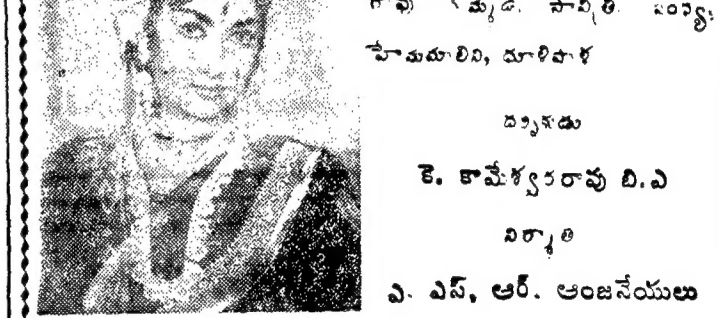 సావిత్రి సంధ్య,
హేమమాలిని, ధూళిపాళ
దర్శకుడు
కె. కామేశ్వరరావు బి.ఎ
నిర్మాత
ఎ. ఎస్, ఆర్. ఆంజనేయులు